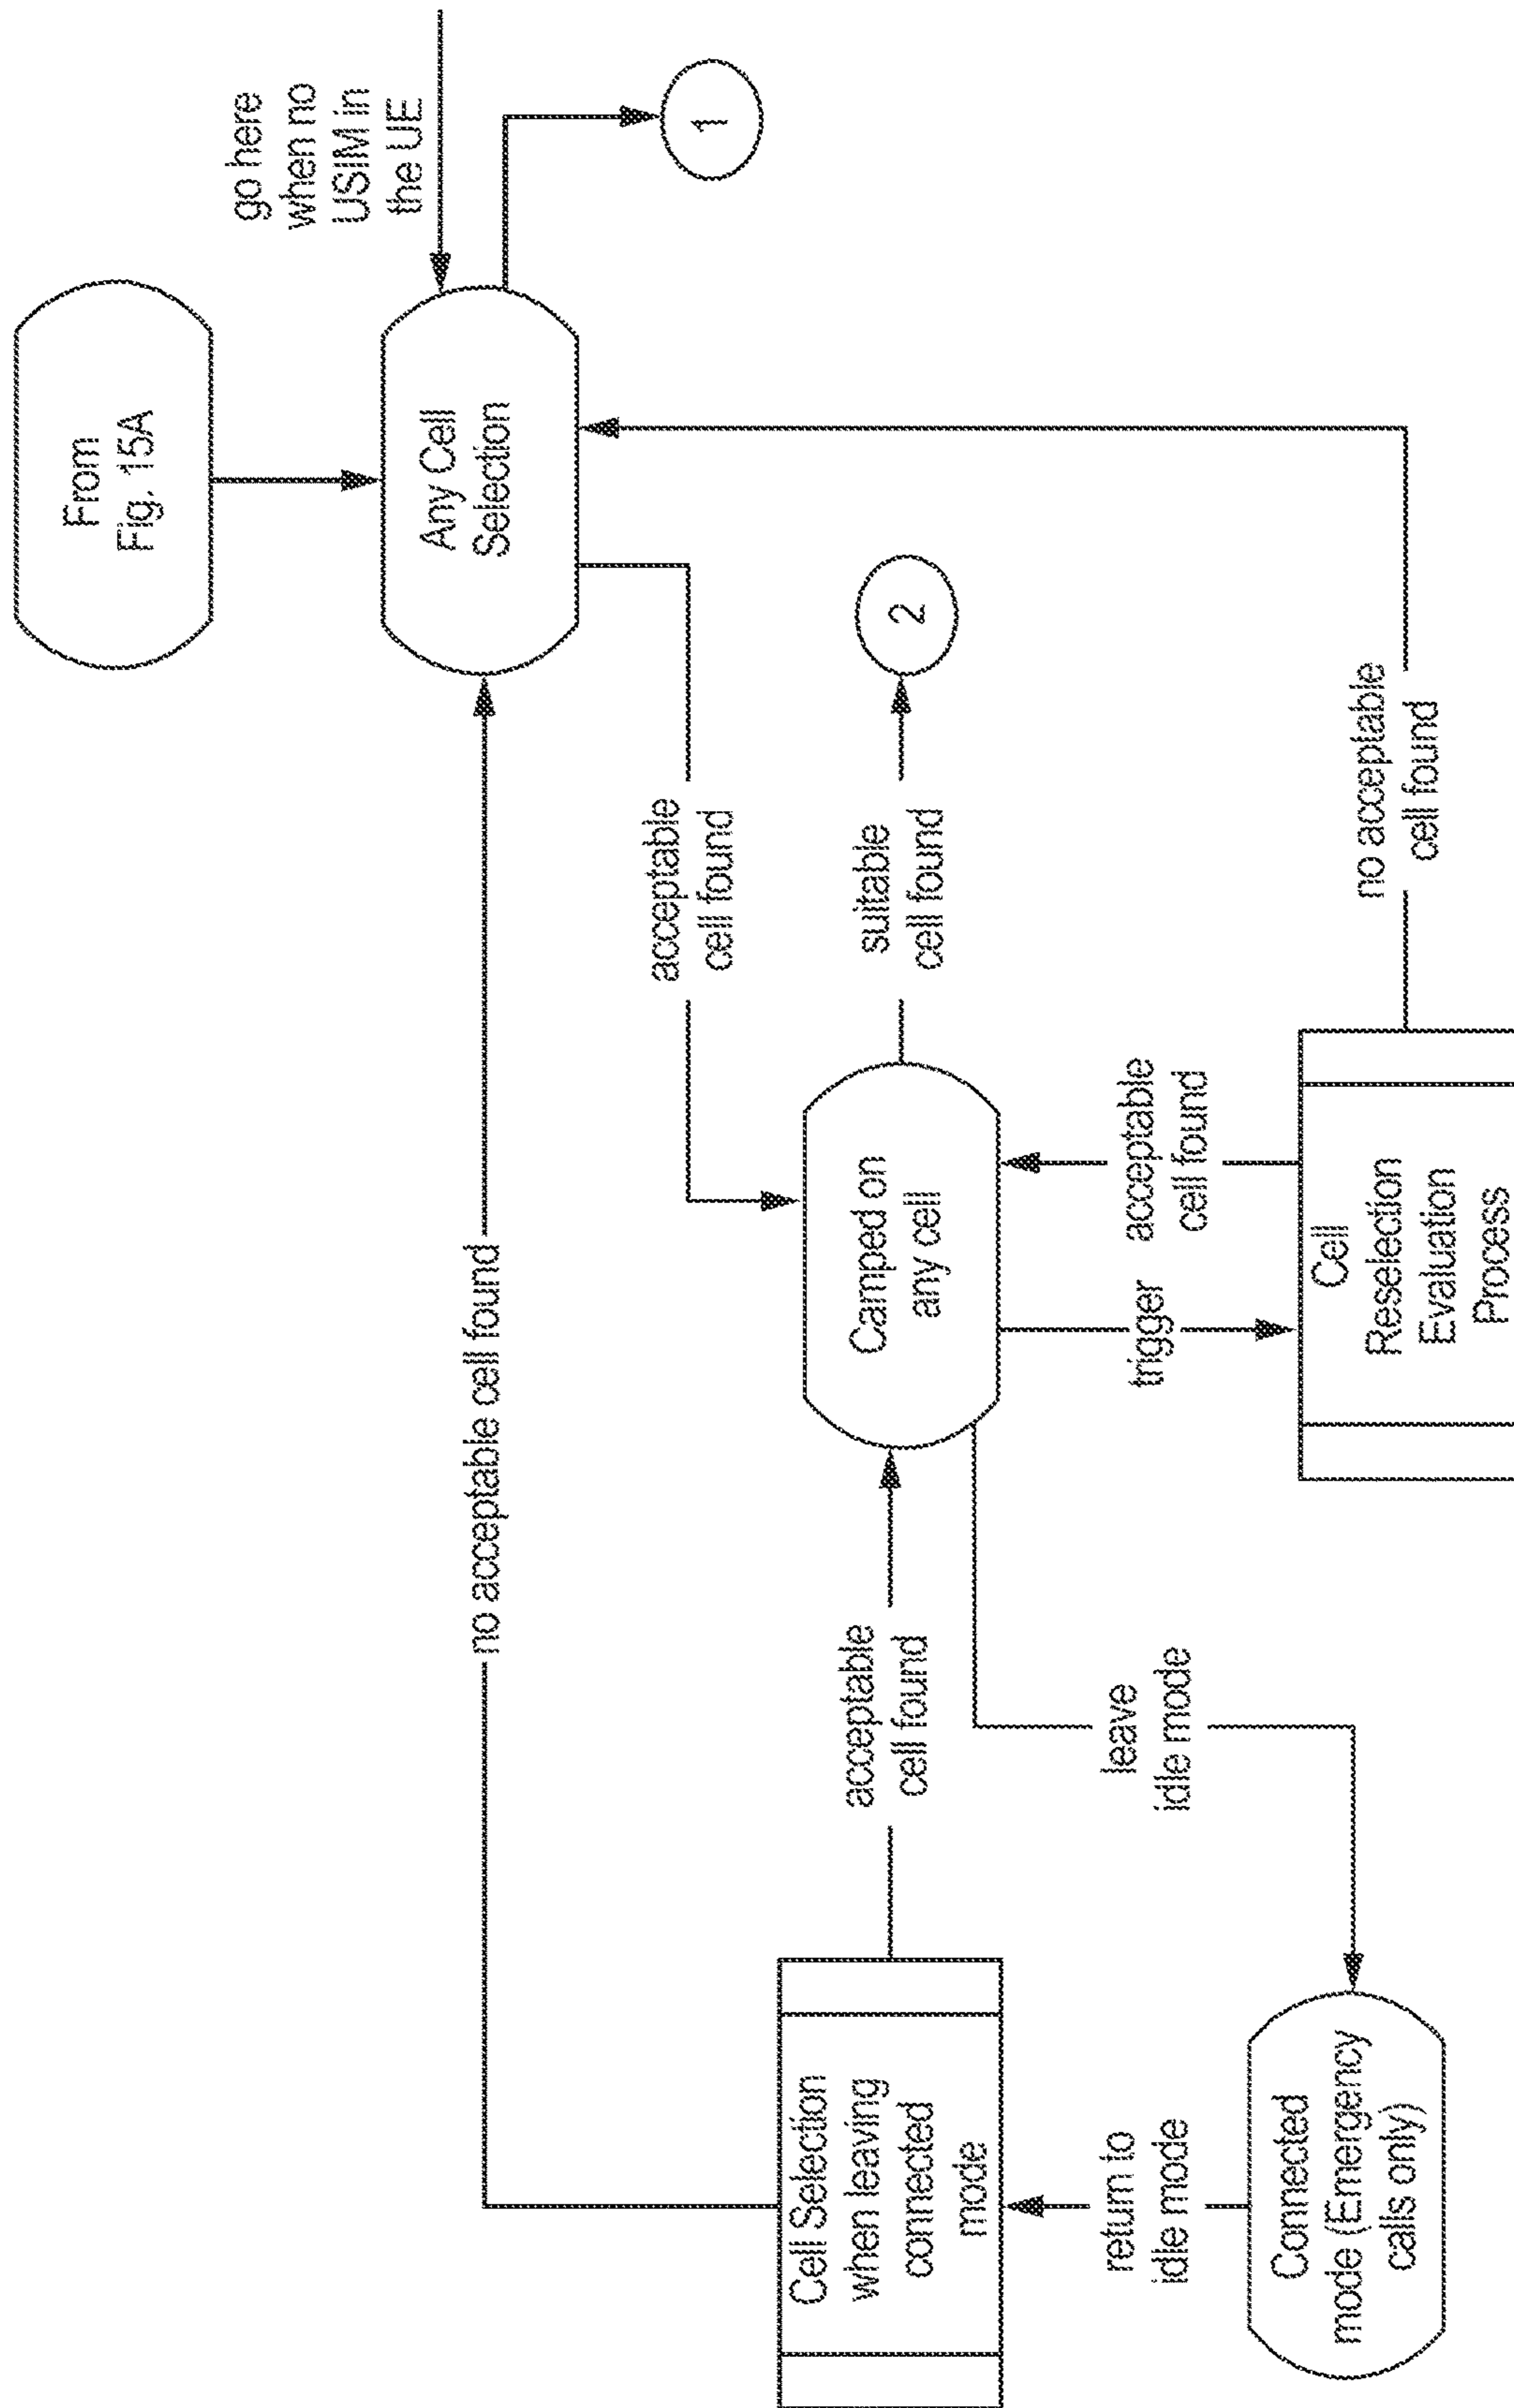 From
Fig. 15A
go here
when no
USIM in
the UE
Any Cell
Selection
no acceptable cell found
acceptable
cell found
1
Cell Selection
when leaving
connected
mode
acceptable
cell found
Camped on
any cell
suitable
cell found
2
return to
idle mode
leave
idle mode
trigger
acceptable
cell found
Connected
mode (Emergency
calls only)
Cell
Reselection
Evaluation
Process
no acceptable
cell found